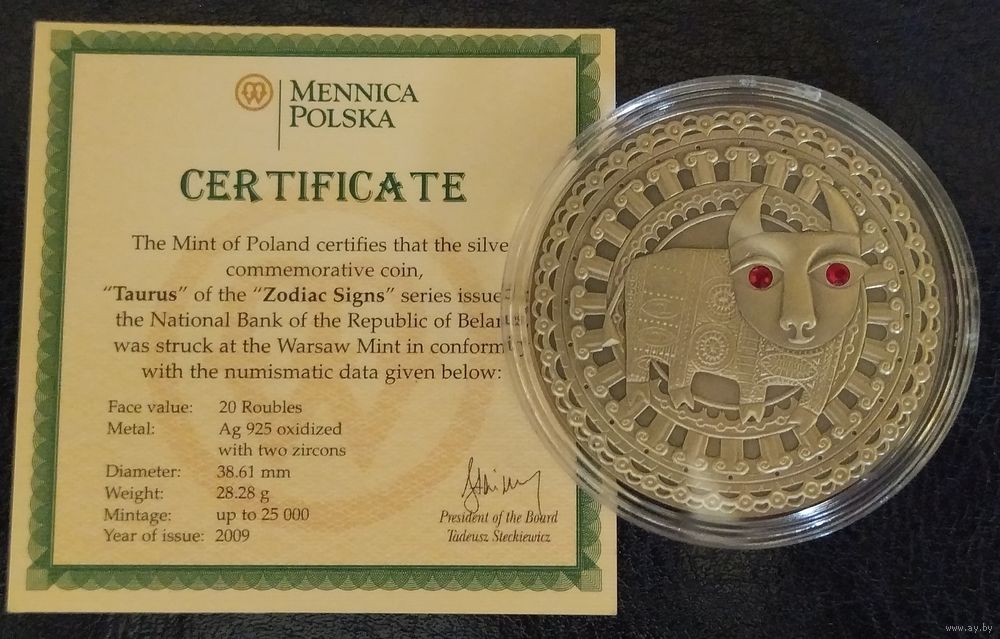 MENNICA
POLSKA
CERTIFICATE
The Mint of Poland certifies that the silve
commemorative coin,
“Taurus” of the “Zodiac Signs” series issue
the National Bank of the Republic of Belar
was struck at the Warsaw Mint in conform
with the numismatic data given below:
Face value: 20 Roubles
Metal: Ag 925 oxidized
with two zircons
Diameter: 38.61 mm
Weight: 28.28 g
Mintage: up to 25 000
Year of issue: 2009
President of the Board
Tadeusz Steckiewicz
www.ay.by